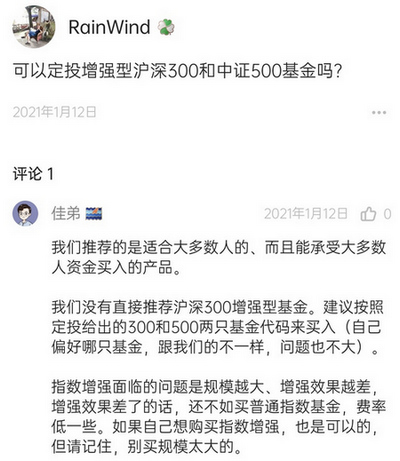 RainWind
可以定投增强型沪深300和中证500基金吗?
2021年1月12日
评论 1
佳弟
2021年1月12日
0
我们推荐的是适合大多数人的、而且能承受大多数
人资金买入的产品。
我们没有直接推荐沪深300增强型基金。建议按照
定投给出的300和500两只基金代码来买入（自己
偏好哪只基金，跟我们的不一样，问题也不大）。
指数增强面临的问题是规模越大、增强效果越差，
增强效果差了的话，还不如买普通指数基金，费率
低一些。如果自己想购买指数增强，也是可以的，
但请记住，别买规模太大的。